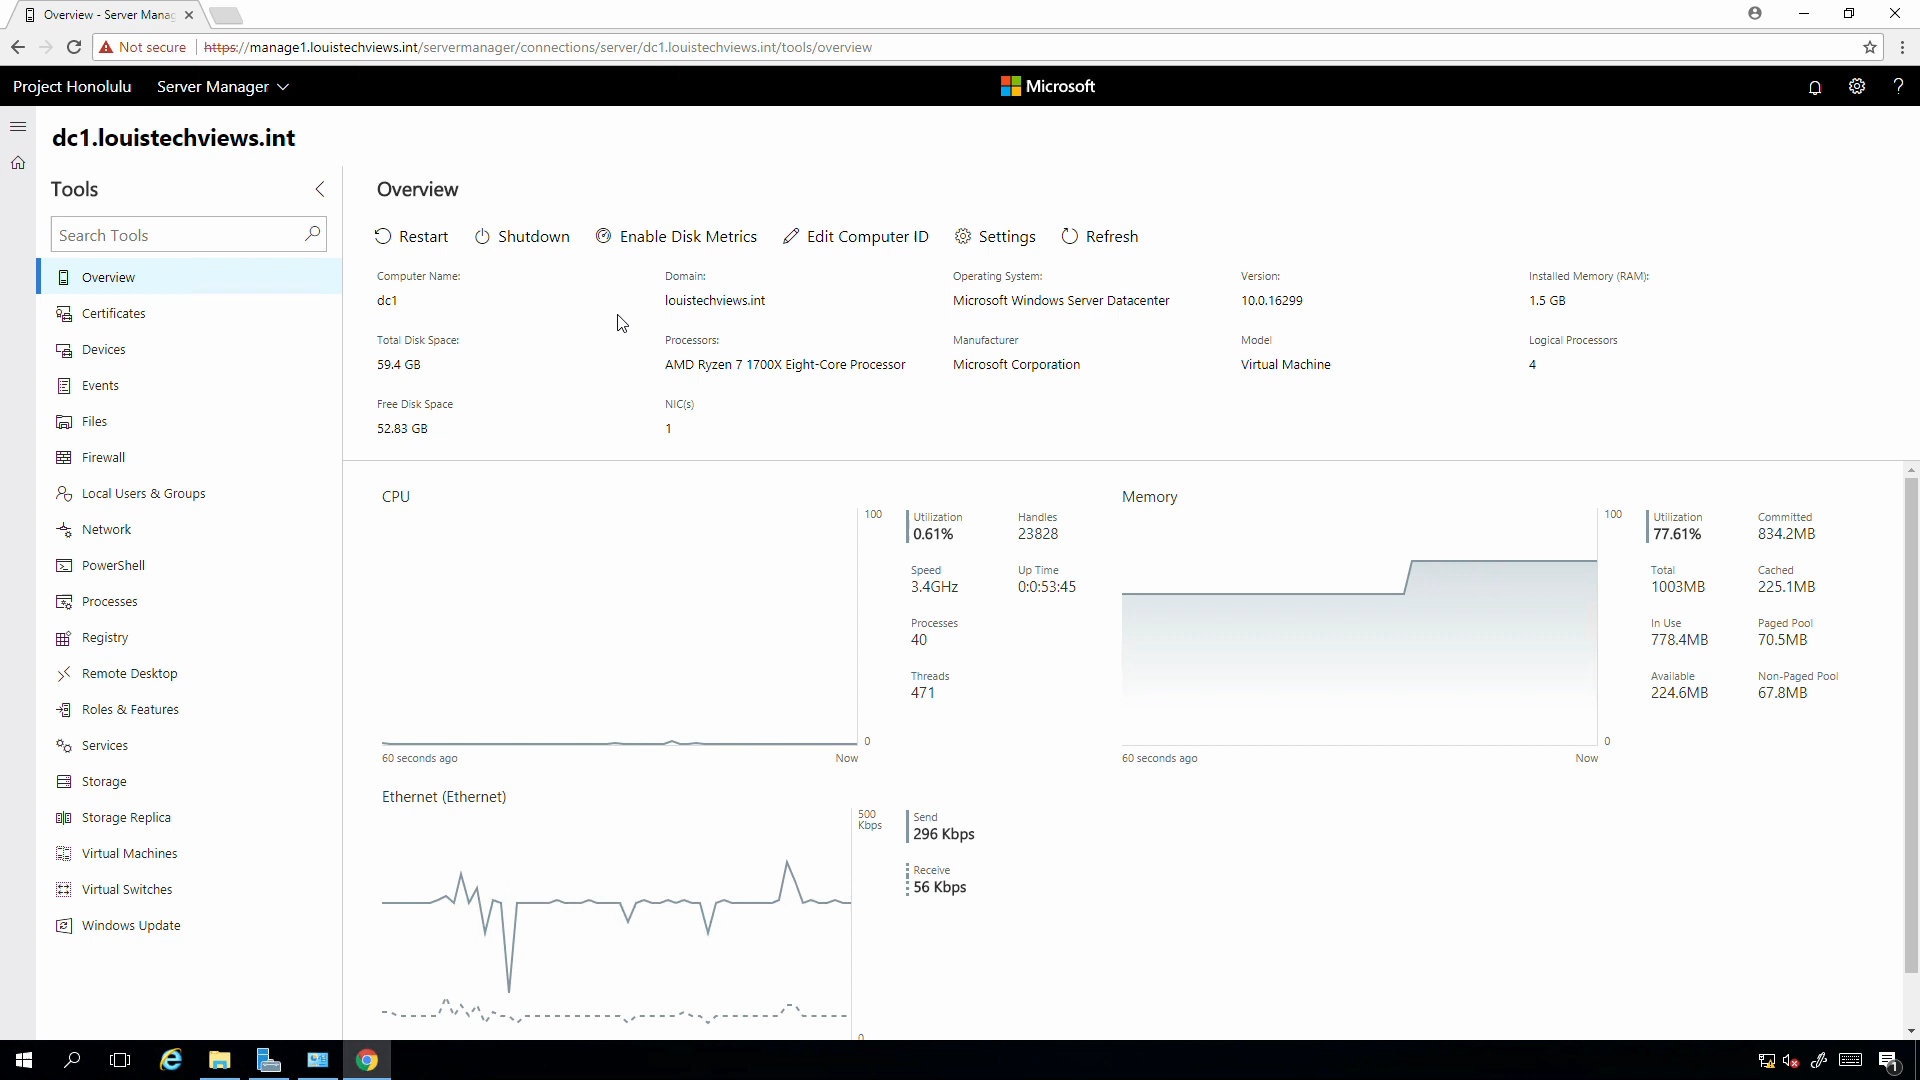 Overview - Server Manag
Not secure
https://manage1.louistechviews.int/servermanager/connections/server/dc1.louistechviews.int/tools/overview
Project Honolulu
Server Manager
Microsoft
?
dc1.louistechviews.int
Tools
Search Tools
Overview
Certificates
Devices
Events
Files
Firewall
Local Users & Groups
Network
PowerShell
Processes
Registry
Remote Desktop
Roles & Features
Services
Storage
Storage Replica
Virtual Machines
Virtual Switches
Windows Update
Overview
Restart
Shutdown
Enable Disk Metrics
Edit Computer ID
Settings
Refresh
Computer Name:
dc1
Domain:
louistechviews.int
Operating System:
Microsoft Windows Server Datacenter
Version:
10.0.16299
Installed Memory (RAM):
1.5 GB
Total Disk Space:
59.4 GB
Processors:
AMD Ryzen 7 1700X Eight-Core Processor
Manufacturer
Microsoft Corporation
Model
Virtual Machine
Logical Processors
4
Free Disk Space
52.83 GB
NIC(s)
1
CPU
100
0
60 seconds ago
Now
Utilization
0.61%
Handles
23828
Speed
3.4GHz
Up Time
0:0:53:45
Processes
40
Threads
471
Memory
100
0
60 seconds ago
Now
Utilization
77.61%
Committed
834.2MB
Total
1003MB
Cached
225.1MB
In Use
778.4MB
Paged Pool
70.5MB
Available
224.6MB
Non-Paged Pool
67.8MB
Ethernet (Ethernet)
500
Kbps
0
Send
296 Kbps
Receive
56 Kbps
1